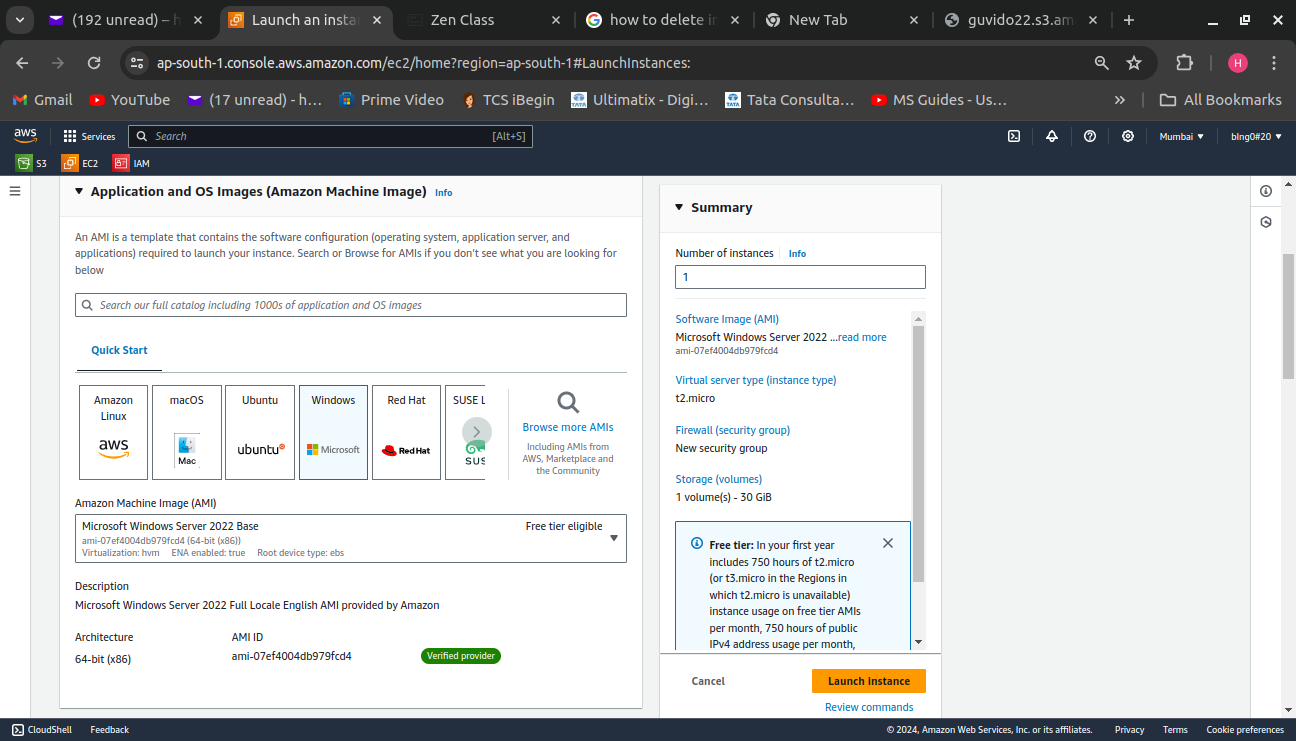 (192 unread) – h
Launch an insta
Zen Class
how to delete i
New Tab
guvido22.s3.am
ap-south-1.console.aws.amazon.com/ec2/home?region=ap-south-1#LaunchInstances:
H
Gmail
YouTube
(17 unread) - h...
Prime Video
TCS iBegin
Ultimatix - Digi...
Tata Consulta...
MS Guides - Us...
All Bookmarks
aws
Services
Search
[Alt+S]
Mumbai
blng0#20
S3
EC2
IAM
Application and OS Images (Amazon Machine Image) Info
An AMI is a template that contains the software configuration (operating system, application server, and
applications) required to launch your instance. Search or Browse for AMIs if you don't see what you are looking for
below
Search our full catalog including 1000s of application and OS images
Quick Start
Amazon
Linux
aws
macOS
Mac
Ubuntu
ubuntu
Windows
Microsoft
Red Hat
Red Hat
SUSE L
SUS
Browse more AMIs
Including AMIs from
AWS, Marketplace and
the Community
Amazon Machine Image (AMI)
Microsoft Windows Server 2022 Base
Free tier eligible
ami-07ef4004db979fcd4 (64-bit (x86))
Virtualization: hvm ENA enabled: true Root device type: ebs
Description
Microsoft Windows Server 2022 Full Locale English AMI provided by Amazon
Architecture
AMI ID
64-bit (x86)
ami-07ef4004db979fcd4
Verified provider
Summary
Number of instances Info
1
Software Image (AMI)
Microsoft Windows Server 2022 ...read more
ami-07ef4004db979fcd4
Virtual server type (instance type)
t2.micro
Firewall (security group)
New security group
Storage (volumes)
1 volume(s) - 30 GiB
Free tier: In your first year
includes 750 hours of t2.micro
(or t3.micro in the Regions in
which t2.micro is unavailable)
instance usage on free tier AMIs
per month, 750 hours of public
IPv4 address usage per month,
Cancel
Launch instance
Review commands
CloudShell
Feedback
© 2024, Amazon Web Services, Inc. or its affiliates.
Privacy
Terms
Cookie preferences